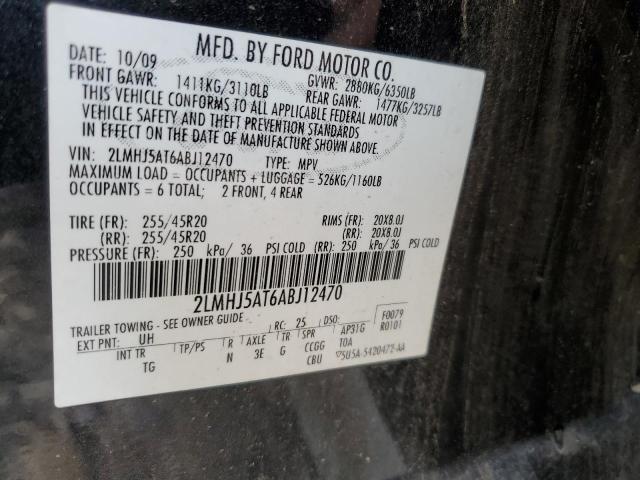 MFD. BY FORD MOTOR CO.
DATE: 10/09 GVWR: 2880KG/6350LB
FRONT GAWR: 1411KG/3110LB REAR GAWR: 1477KG/3257LB
THIS VEHICLE CONFORMS TO ALL APPLICABLE FEDERAL MOTOR
VEHICLE SAFETY AND THEFT PREVENTION STANDARDS
IN EFFECT ON THE DATE OF MANUFACTURE SHOWN ABOVE.
VIN: 2LMHJ5AT6ABJ12470 TYPE: MPV
MAXIMUM LOAD = OCCUPANTS + LUGGAGE = 526KG/1160LB
OCCUPANTS = 6 TOTAL; 2 FRONT, 4 REAR
TIRE (FR): 255/45R20 RIMS (FR): 20X8.0J
(RR): 255/45R20 (RR): 20X8.0J
PRESSURE (FR): 250 kPa/ 36 PSI COLD (RR): 250 kPa/36 PSI COLD
2LMHJ5AT6ABJ12470
TRAILER TOWING - SEE OWNER GUIDE RC: 25 DSO: F0079
EXT PNT: UH R0101
INT TR TP/PS R AXLE TR SPR AP31G
TG N 3E G CCGG TOA
CBU 5U5A-5420472-AA